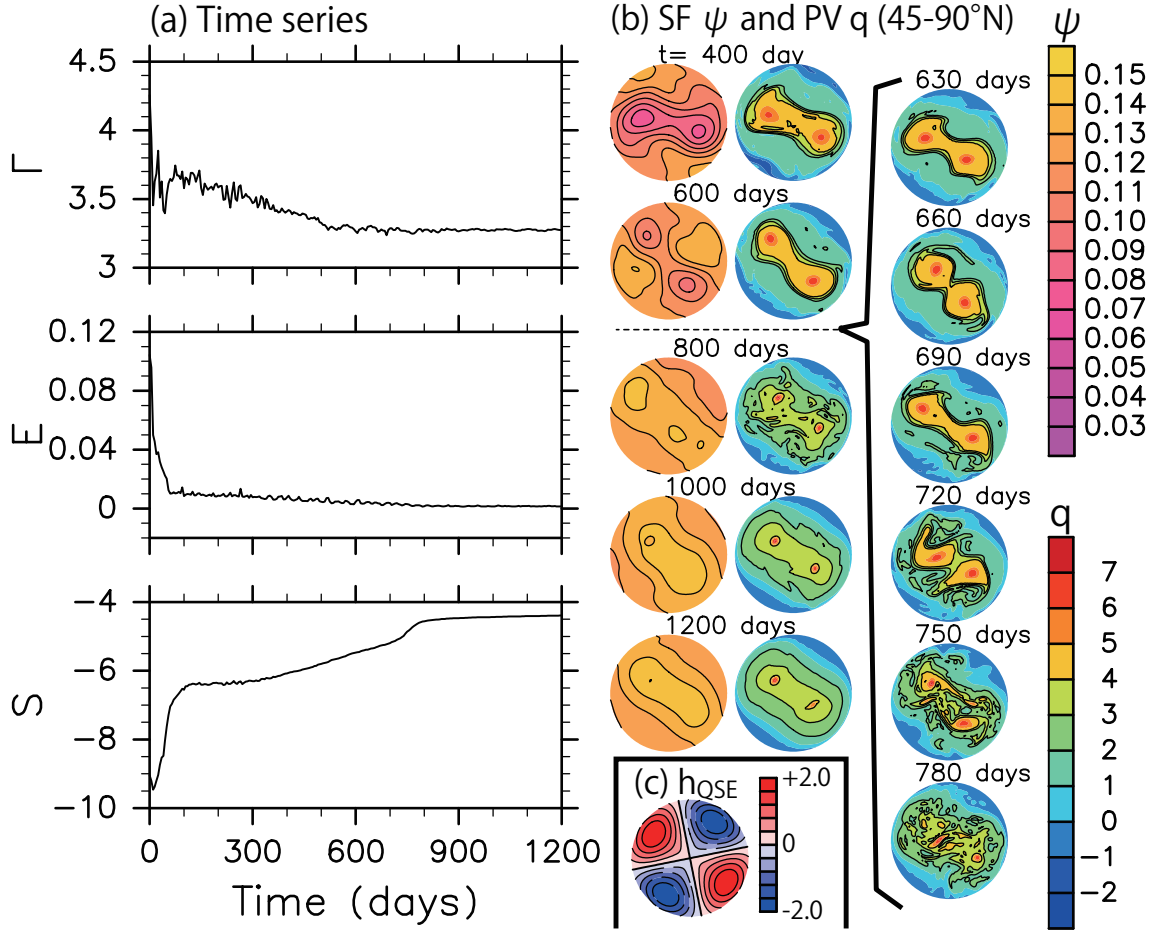 (a) Time series
Γ
4.5
4
3.5
3
E
0.12
0.08
0.04
0
S
−4
−6
−8
−10
0 300 600 900 1200
Time (days)
(b) SF ψ and PV q (45-90°N)
t= 400 day
600 days
800 days
1000 days
1200 days
630 days
660 days
690 days
720 days
750 days
780 days
(c) hQSE
+2.0
0
-2.0
ψ
0.15
0.14
0.13
0.12
0.11
0.10
0.09
0.08
0.07
0.06
0.05
0.04
0.03
q
7
6
5
4
3
2
1
0
−1
−2